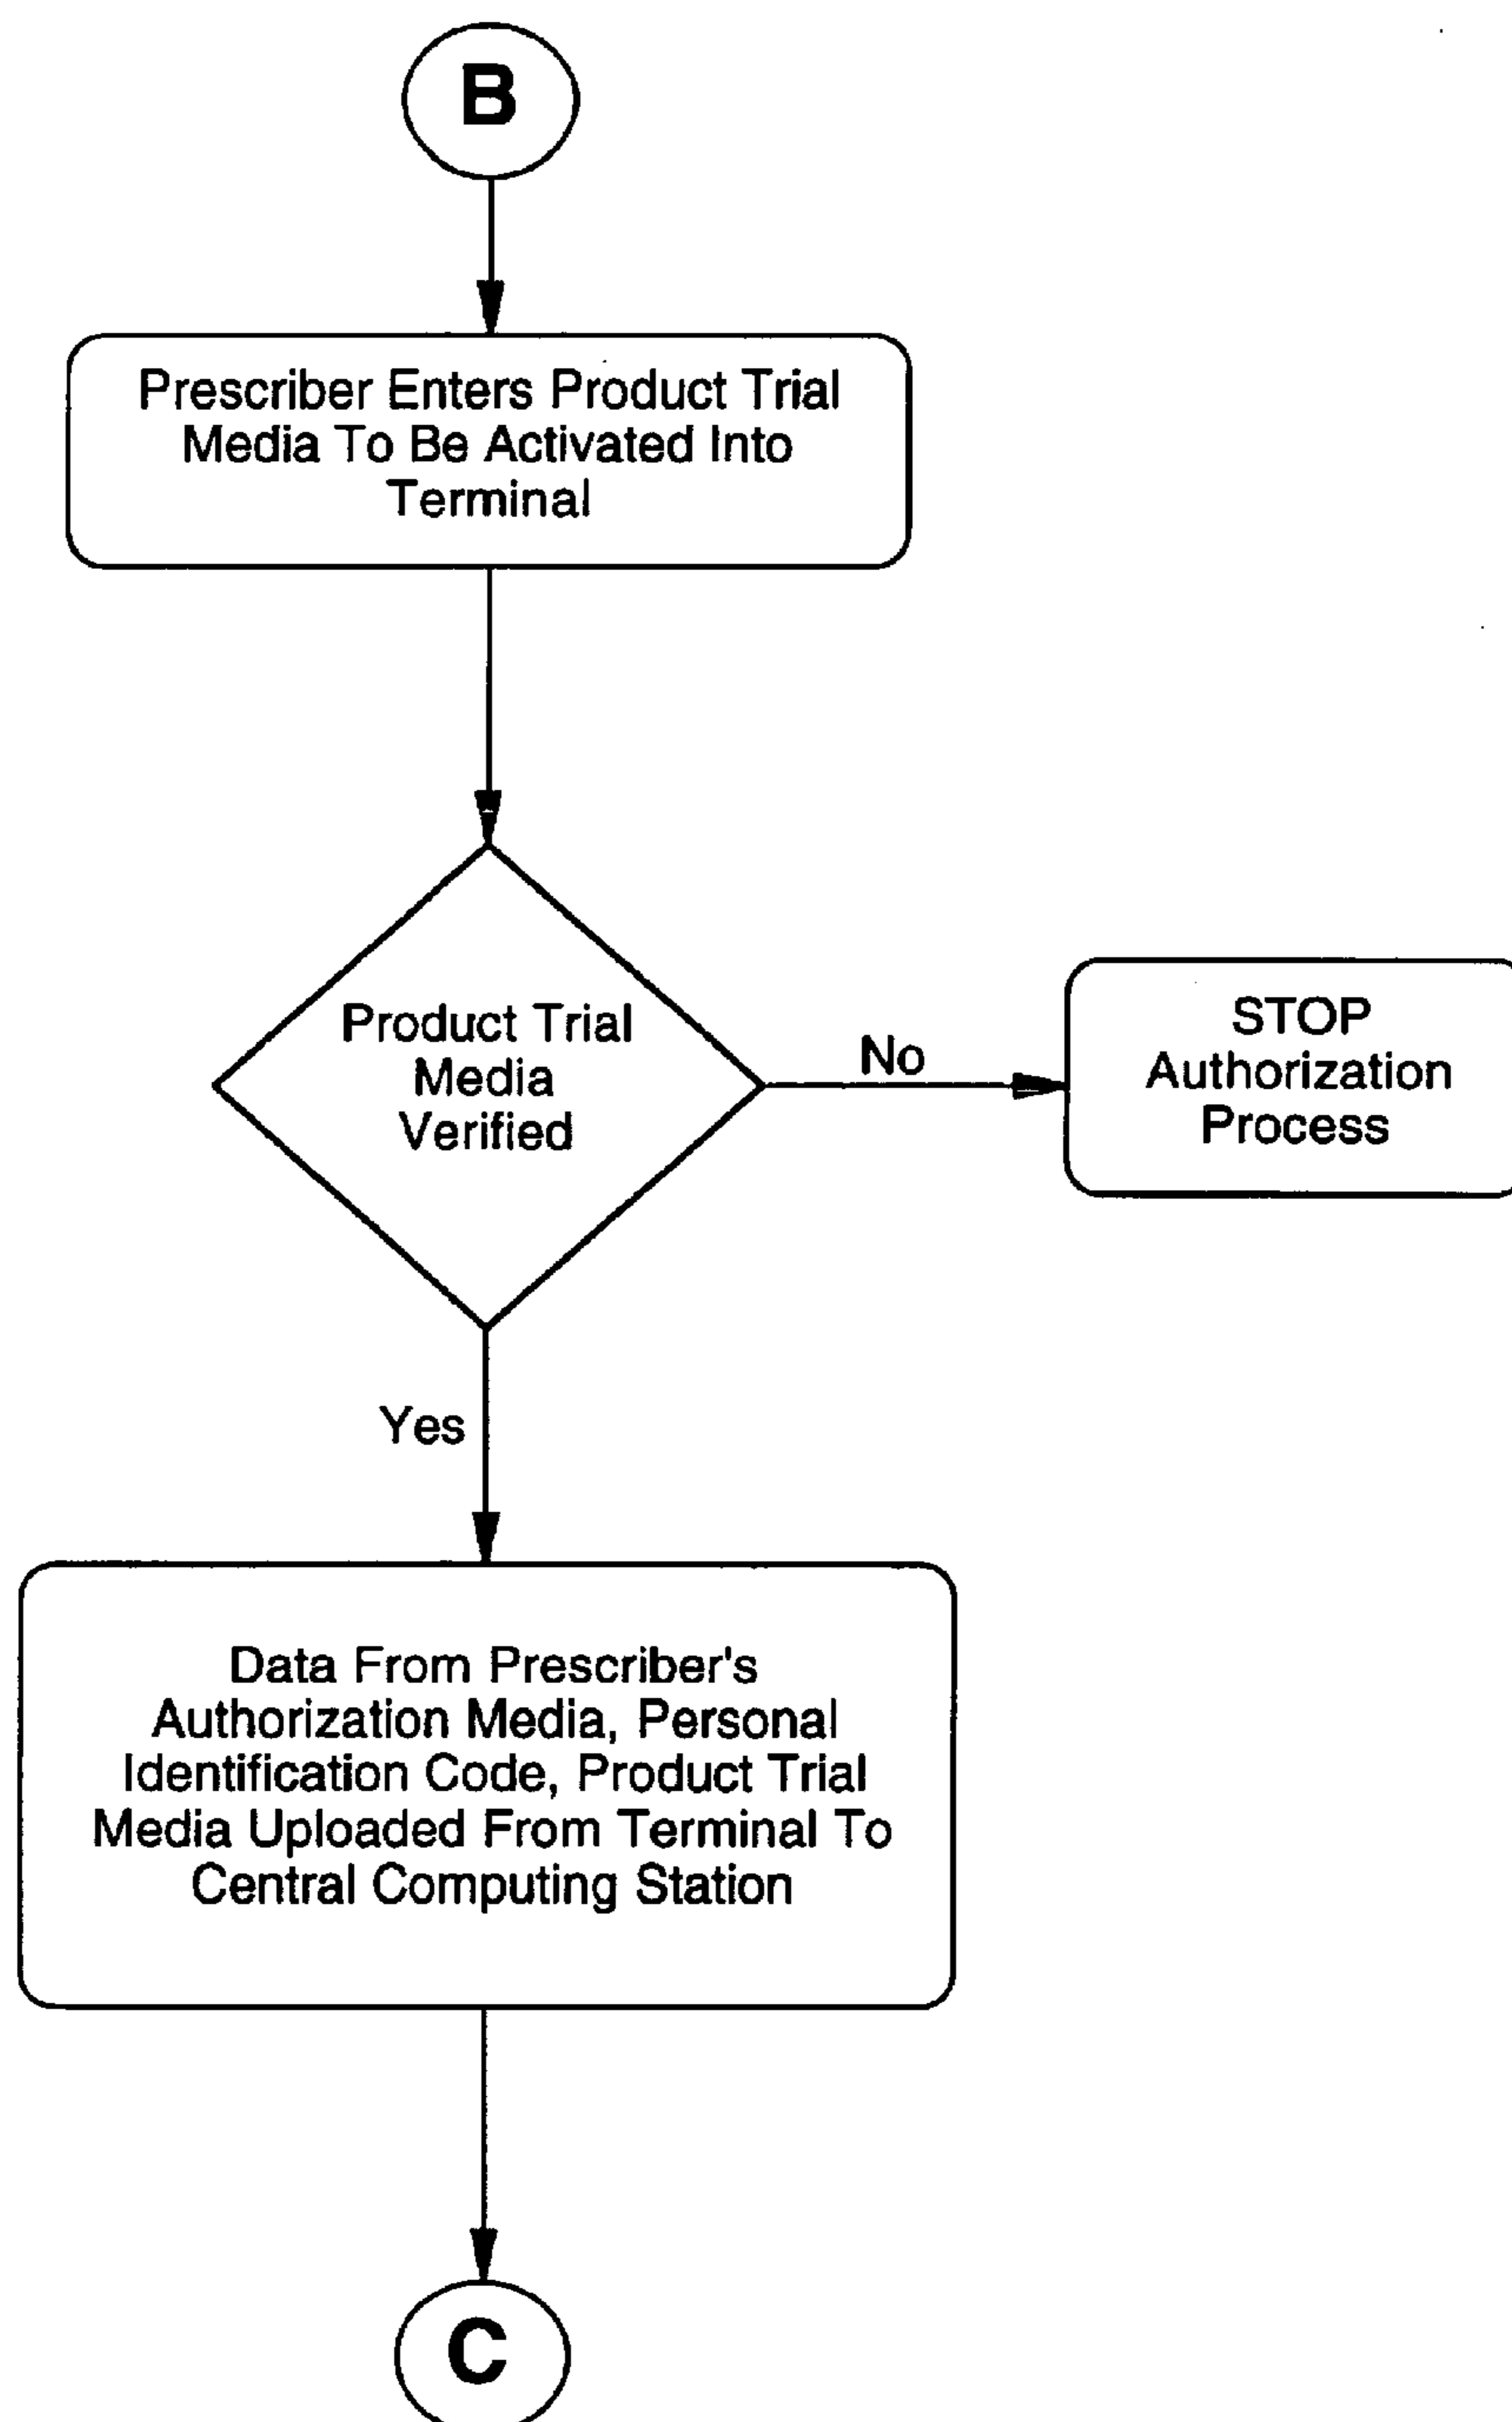 B
Prescriber Enters Product Trial
Media To Be Activated Into
Terminal
Product Trial
Media
Verified
No
STOP
Authorization
Process
Yes
Data From Prescriber's
Authorization Media, Personal
Identification Code, Product Trial
Media Uploaded From Terminal To
Central Computing Station
C